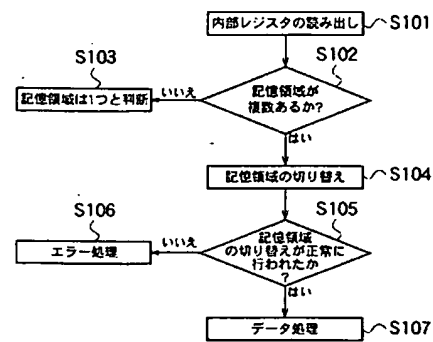 内部レジスタの読み出し
S101
S102
S103
記憶領域が
複数あるか?
いいえ
記憶領域は1つと判断
はい
記憶領域の切り替え
S104
S105
S106
記憶領域
の切り替えが正常に
行われたか
?
いいえ
エラー処理
はい
データ処理
S107